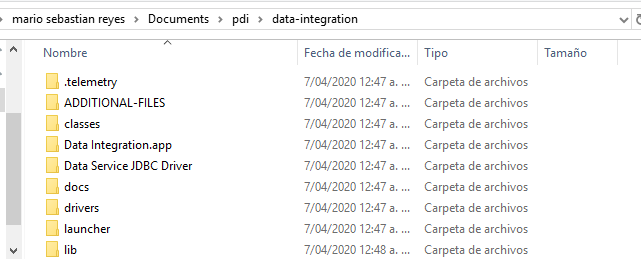 mario sebastian reyes > Documents > pdi > data-integration
Nombre Fecha de modifica... Tipo Tamaño
.telemetry 7/04/2020 12:47 a. ... Carpeta de archivos
ADDITIONAL-FILES 7/04/2020 12:47 a. ... Carpeta de archivos
classes 7/04/2020 12:47 a. ... Carpeta de archivos
Data Integration.app 7/04/2020 12:47 a. ... Carpeta de archivos
Data Service JDBC Driver 7/04/2020 12:47 a. ... Carpeta de archivos
docs 7/04/2020 12:47 a. ... Carpeta de archivos
drivers 7/04/2020 12:47 a. ... Carpeta de archivos
launcher 7/04/2020 12:47 a. ... Carpeta de archivos
lib 7/04/2020 12:48 a. ... Carpeta de archivos